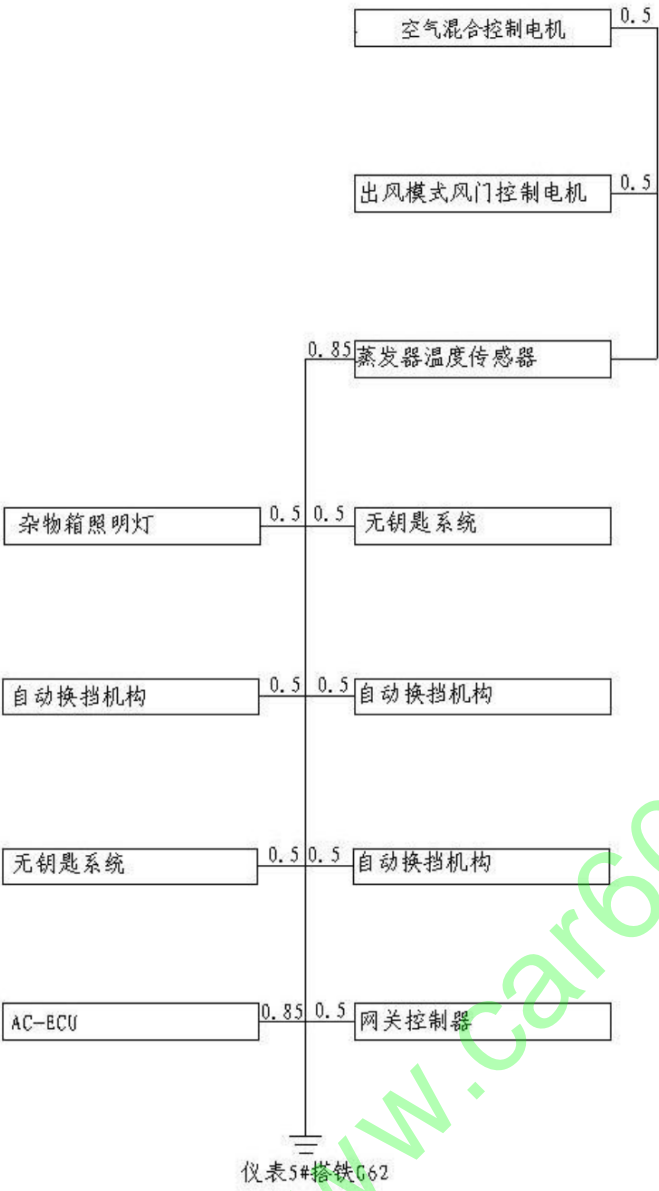 空气混合控制电机 0.5
出风模式风门控制电机 0.5
0.85 蒸发器温度传感器
杂物箱照明灯 0.5 0.5 无钥匙系统
自动换挡机构 0.5 0.5 自动换挡机构
无钥匙系统 0.5 0.5 自动换挡机构
AC-ECU 0.85 0.5 网关控制器
仪表5#搭铁G62